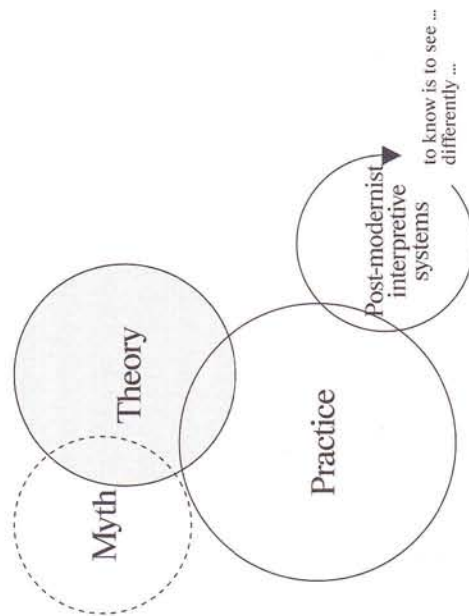 Myth
Theory
Practice
Post-modernist
interpretive
systems
to know is to see ...
differently ...